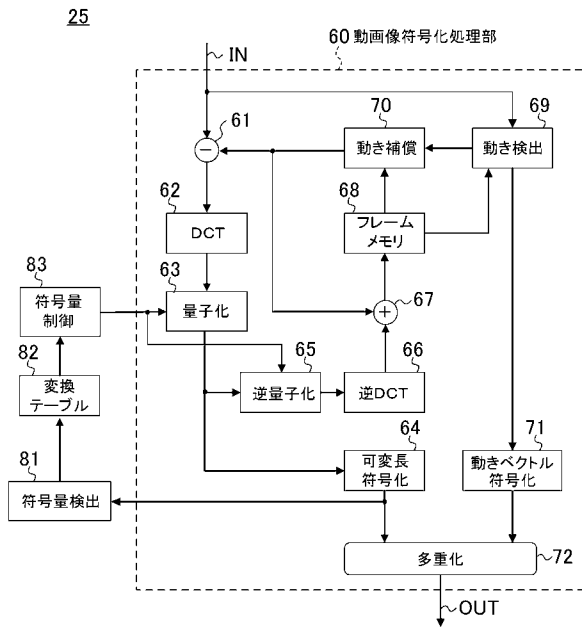 25
60 動画像符号化処理部
IN
61
70
69
動き補償
動き検出
62
DCT
68
フレーム
メモリ
83
符号量
制御
63
量子化
67
82
変換
テーブル
65
逆量子化
66
逆DCT
64
可変長
符号化
71
動きベクトル
符号化
81
符号量検出
多重化
72
OUT